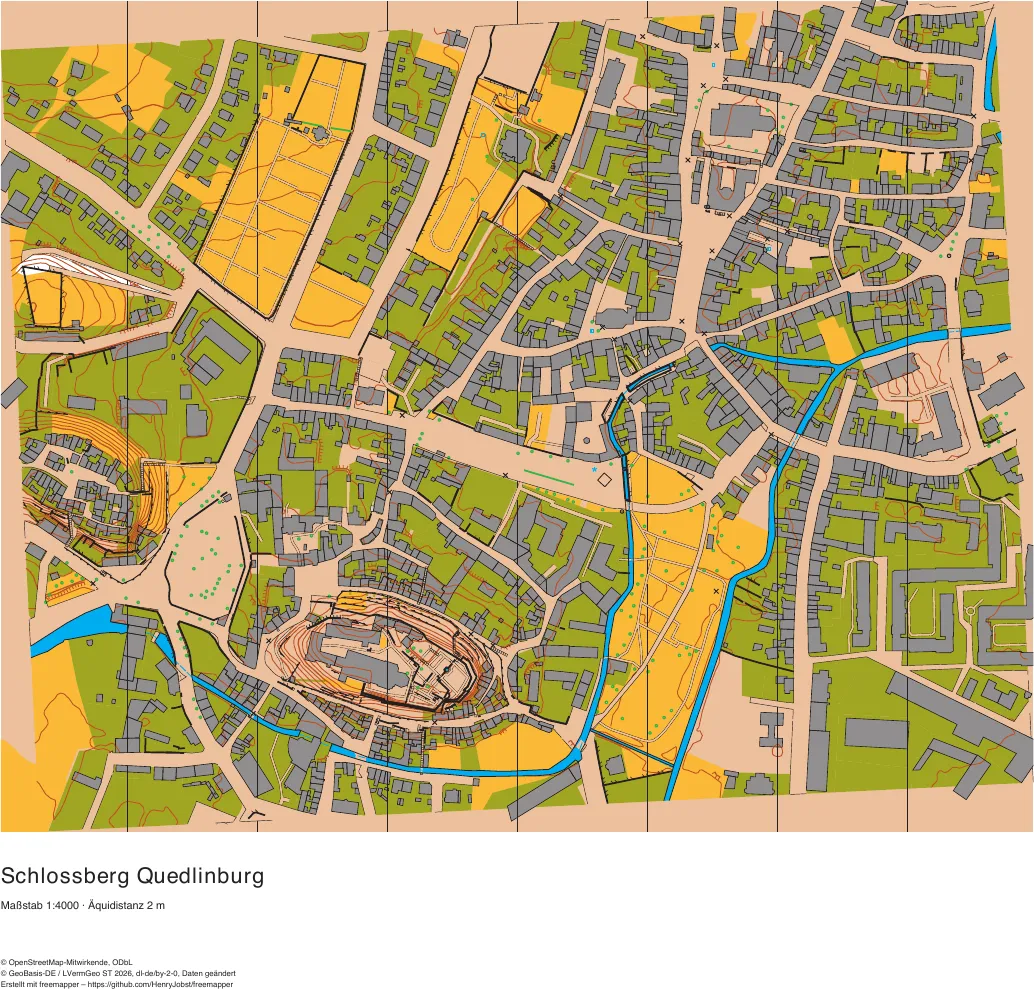 Schlossberg Quedlinburg
Maßstab 1:4000 · Äquidistanz 2 m
© OpenStreetMap-Mitwirkende, ODbL
© GeoBasis-DE / LVermGeo ST 2026, dl-de/by-2-0, Daten geändert
Erstellt mit freemapper – https://github.com/HenryJobst/freemapper